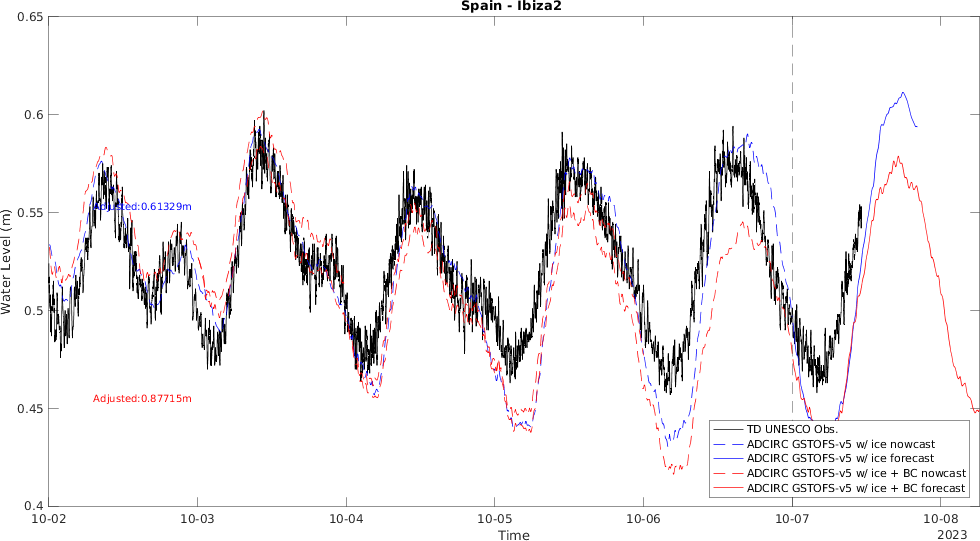 Spain - Ibiza2
0.65
0.6
0.55
0.5
0.45
0.4
Water Level (m)
Adjusted:0.61329m
Adjusted:0.87715m
TD UNESCO Obs.
ADCIRC GSTOFS-v5 w/ ice nowcast
ADCIRC GSTOFS-v5 w/ ice forecast
ADCIRC GSTOFS-v5 w/ ice + BC nowcast
ADCIRC GSTOFS-v5 w/ ice + BC forecast
10-02 10-03 10-04 10-05 10-06 10-07 10-08
2023
Time